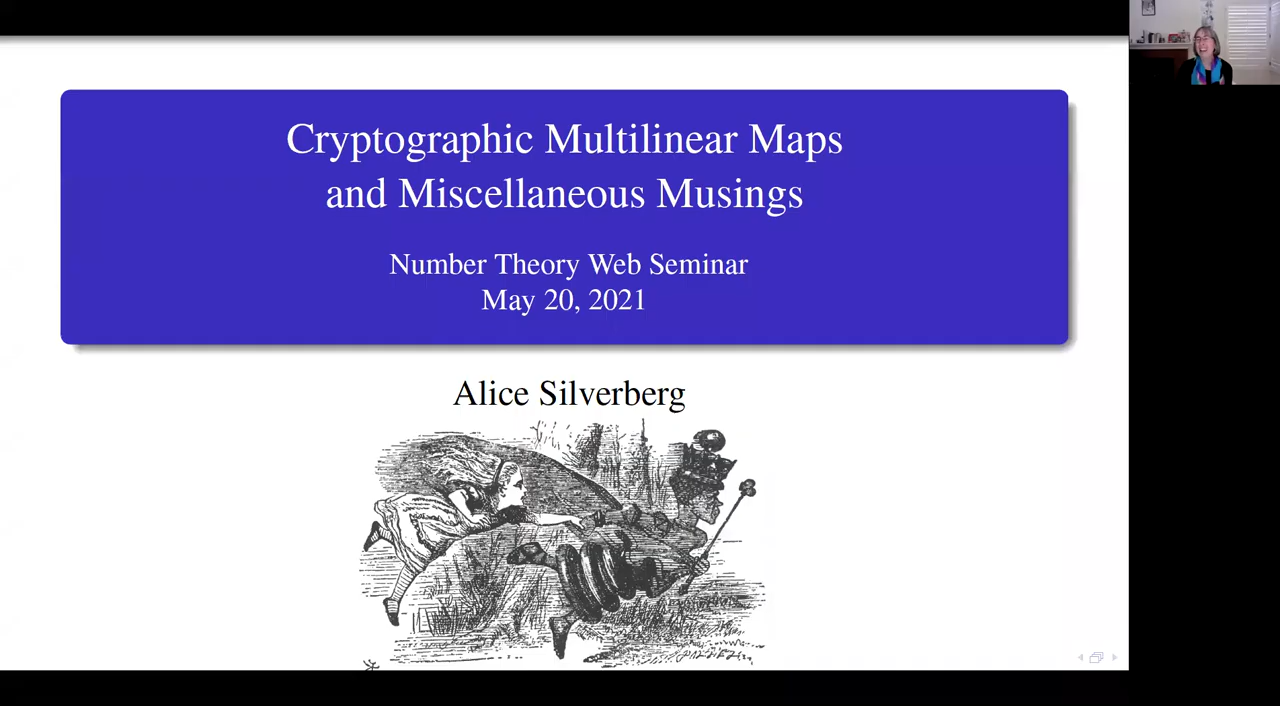 Cryptographic Multilinear Maps
and Miscellaneous Musings
Number Theory Web Seminar
May 20, 2021
Alice Silverberg